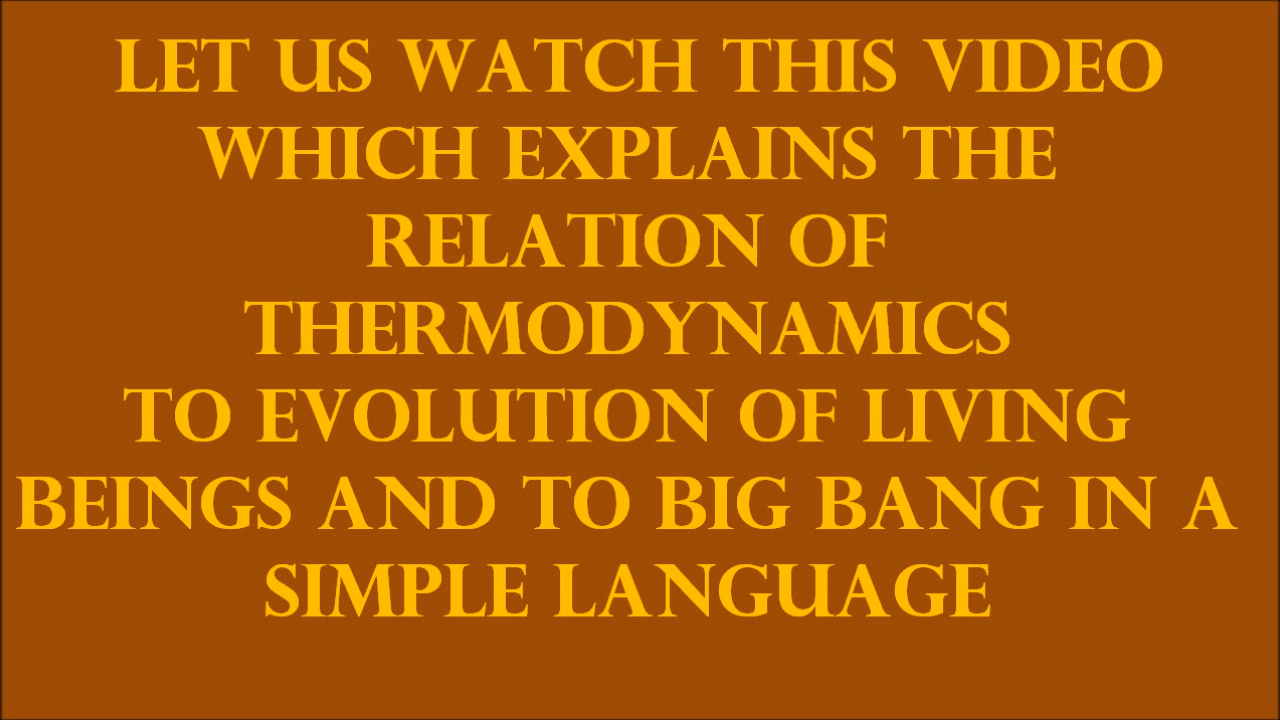 LET US WATCH THIS VIDEO
WHICH EXPLAINS THE
RELATION OF
THERMODYNAMICS
TO EVOLUTION OF LIVING
BEINGS AND TO BIG BANG IN A
SIMPLE LANGUAGE